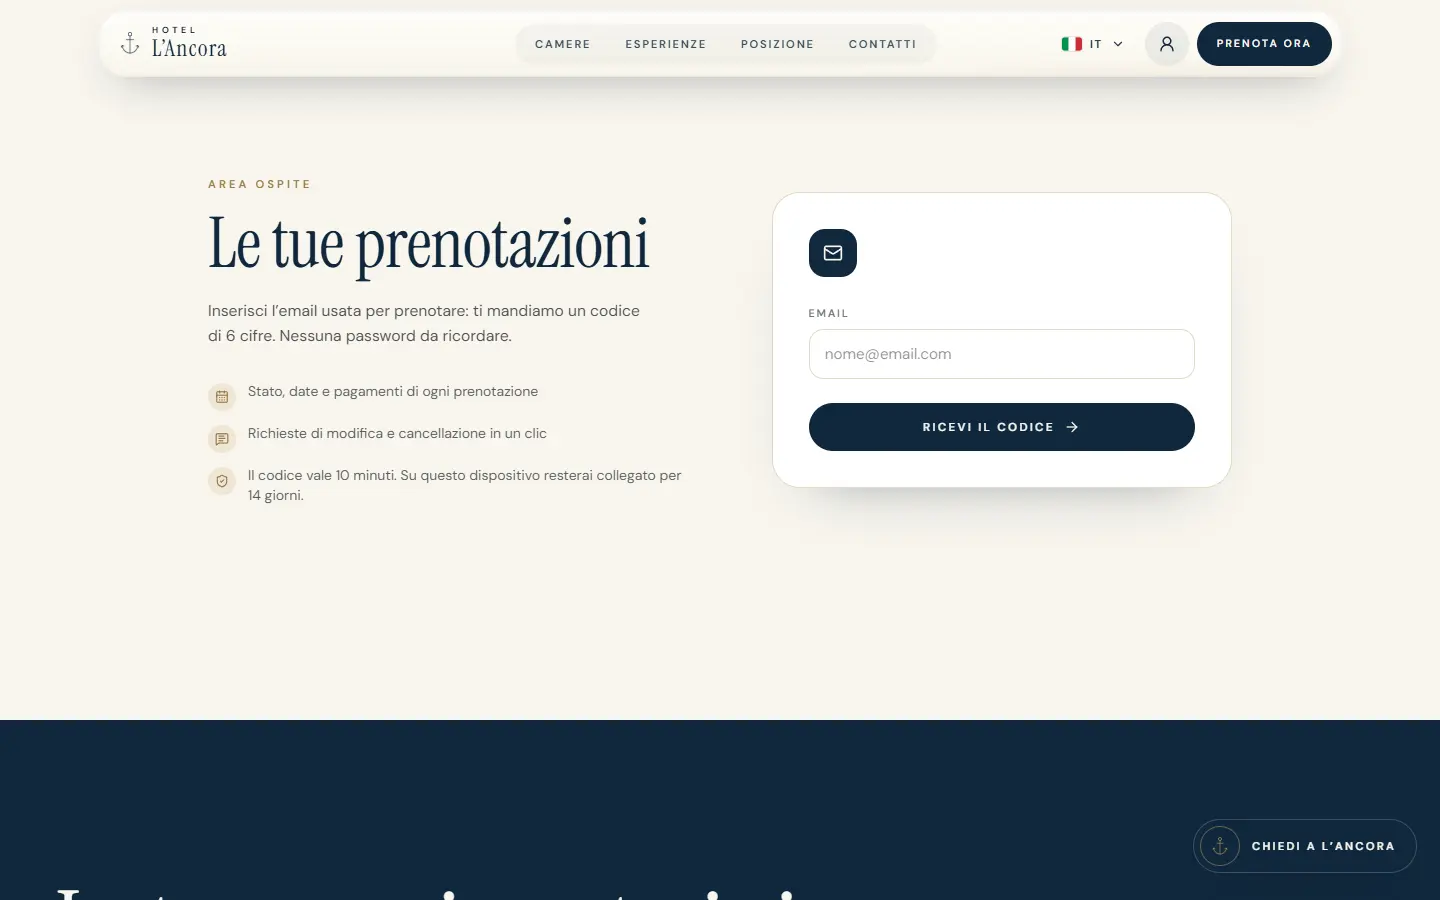 HOTEL
L'Ancora
CAMERE
ESPERIENZE
POSIZIONE
CONTATTI
IT
PRENOTA ORA
AREA OSPITE
Le tue prenotazioni
Inserisci l'email usata per prenotare: ti mandiamo un codice
di 6 cifre. Nessuna password da ricordare.
Stato, date e pagamenti di ogni prenotazione
Richieste di modifica e cancellazione in un clic
Il codice vale 10 minuti. Su questo dispositivo resterai collegato per
14 giorni.
EMAIL
nome@email.com
RICEVI IL CODICE
CHIEDI A L'ANCORA